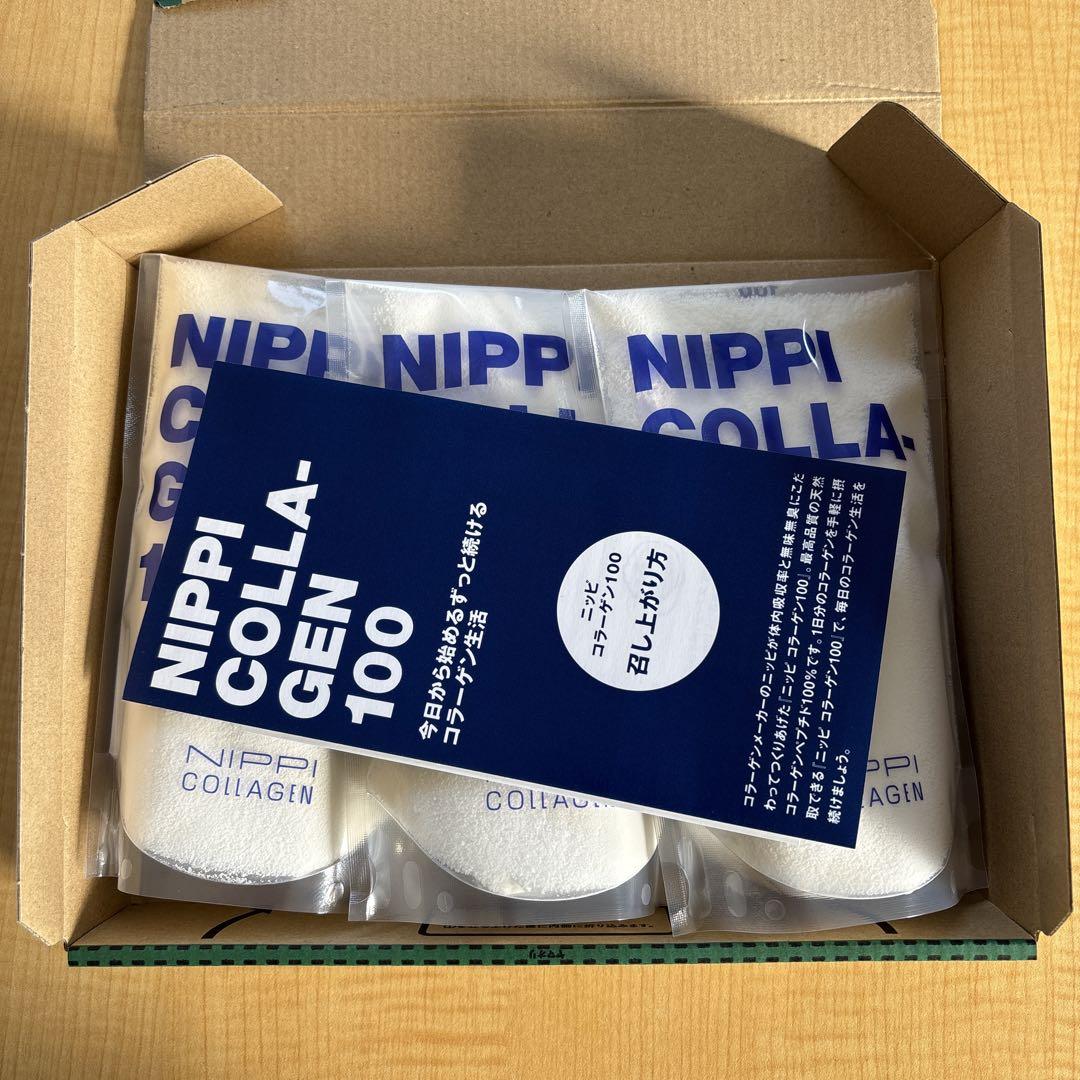 NIPPI
C
G
1
NIPPI
COLLAGEN
NIPP
COLLAGEN
100
NIPPI
COLLA-
PPI
AGEN
NIPPI
COLLA-
GEN
100
今日から始めるずっと続ける
コラーゲン生活
ニッピ
コラーゲン100
召し上がり方
コラーゲンメーカーのニッピが体内吸収率と無味無臭にこだ
わってつくりあげた『ニッピ コラーゲン100』。最高品質の天然
コラーゲンペプチド100%です。1日分のコラーゲンを手軽に摂
取できる『ニッピ コラーゲン100』で、毎日のコラーゲン生活を
続けましょう。